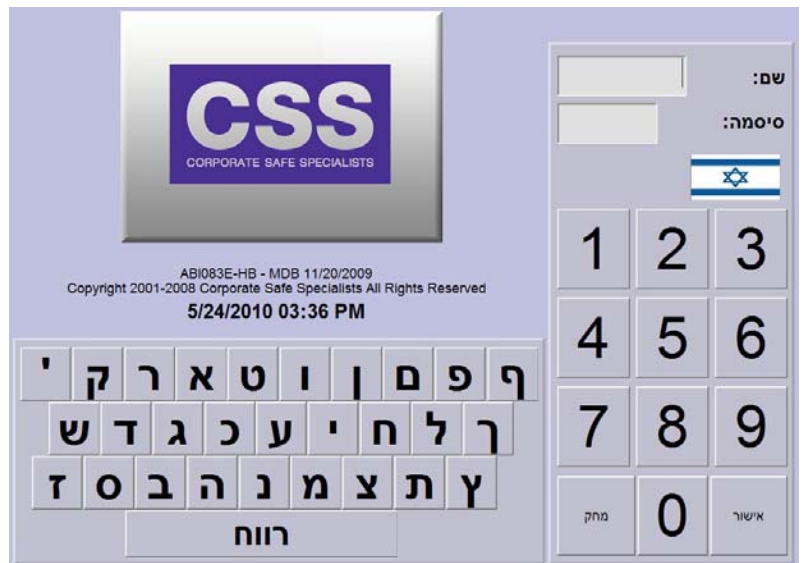 CSS
CORPORATE SAFE SPECIALISTS
ABI083E-HB - MDB 11/20/2009
Copyright 2001-2008 Corporate Safe Specialists All Rights Reserved
5/24/2010 03:36 PM
' ק ר א ט ו ן ם פ ף
ש ד ג כ ע י ח ל ך
ז ס ב ה נ מ צ ת ץ
רווח
שם:
סיסמה:
1 2 3
4 5 6
7 8 9
מחק 0 אישור